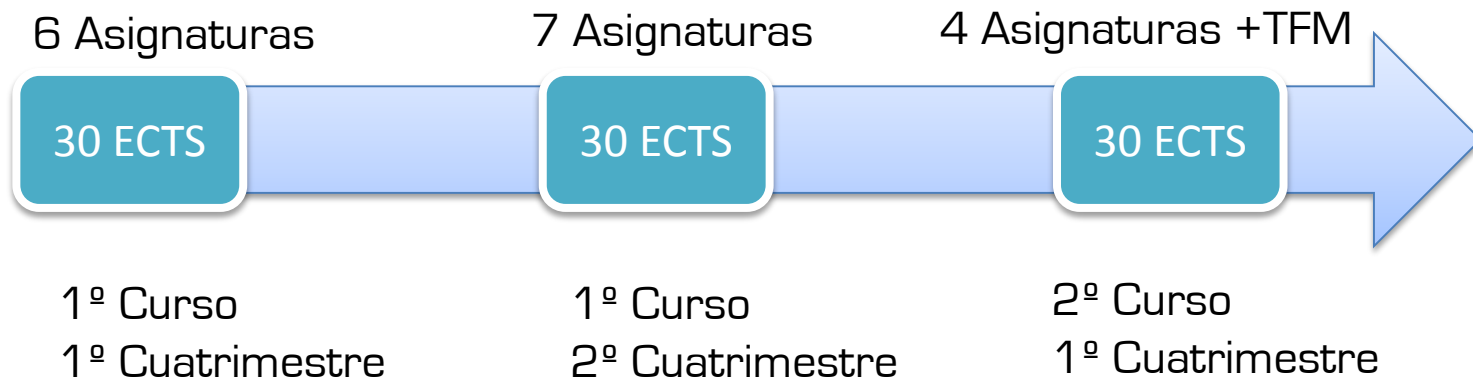 6 Asignaturas
7 Asignaturas
4 Asignaturas +TFM
30 ECTS
30 ECTS
30 ECTS
1º Curso
1º Cuatrimestre
1º Curso
2º Cuatrimestre
2º Curso
1º Cuatrimestre